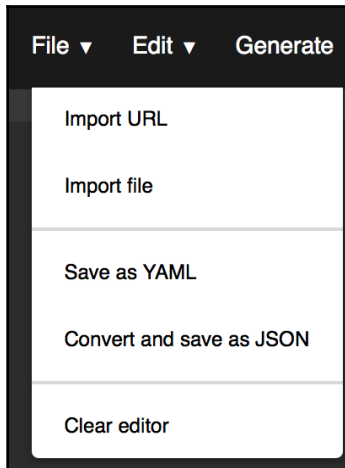 File ▼ Edit ▼ Generate
Import URL
Import file
Save as YAML
Convert and save as JSON
Clear editor